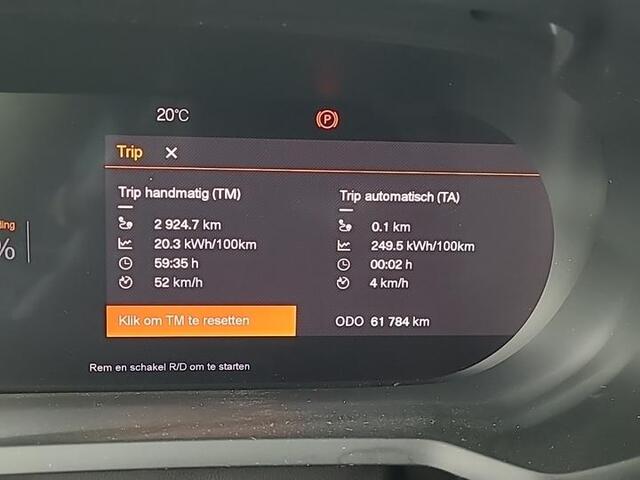 20°C
P
Trip ✕
Trip handmatig (TM)
2 924.7 km
20.3 kWh/100km
59:35 h
52 km/h
Klik om TM te resetten
Trip automatisch (TA)
0.1 km
249.5 kWh/100km
00:02 h
4 km/h
ODO 61 784 km
%
Rem en schakel R/D om te starten